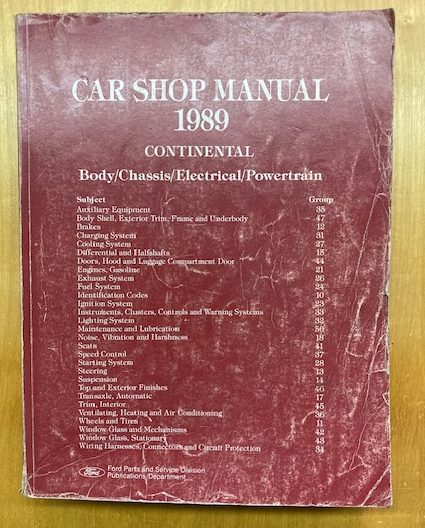 CAR SHOP MANUAL
1989
CONTINENTAL
Body/Chassis/Electrical/Powertrain
Subject Group
Auxiliary Equipment 35
Body Shell, Exterior Trim, Frame and Underbody 47
Brakes 12
Charging System 31
Cooling System 27
Differential and Halfshafts 15
Doors, Hood and Luggage Compartment Door 44
Engines, Gasoline 21
Exhaust System 26
Fuel System 24
Identification Codes 10
Ignition System 23
Instruments, Clusters, Controls and Warning Systems 33
Lighting System 32
Maintenance and Lubrication 50
Noise, Vibration and Harshness 18
Seats 41
Speed Control 37
Starting System 28
Steering 13
Suspension 14
Top and Exterior Finishes 46
Transaxle, Automatic 17
Trim, Interior 45
Ventilating, Heating and Air Conditioning 36
Wheels and Tires 11
Window Glass and Mechanisms 42
Window Glass, Stationary 43
Wiring Harnesses, Connectors and Circuit Protection 34
Ford Ford Parts and Service Division
Publications Department